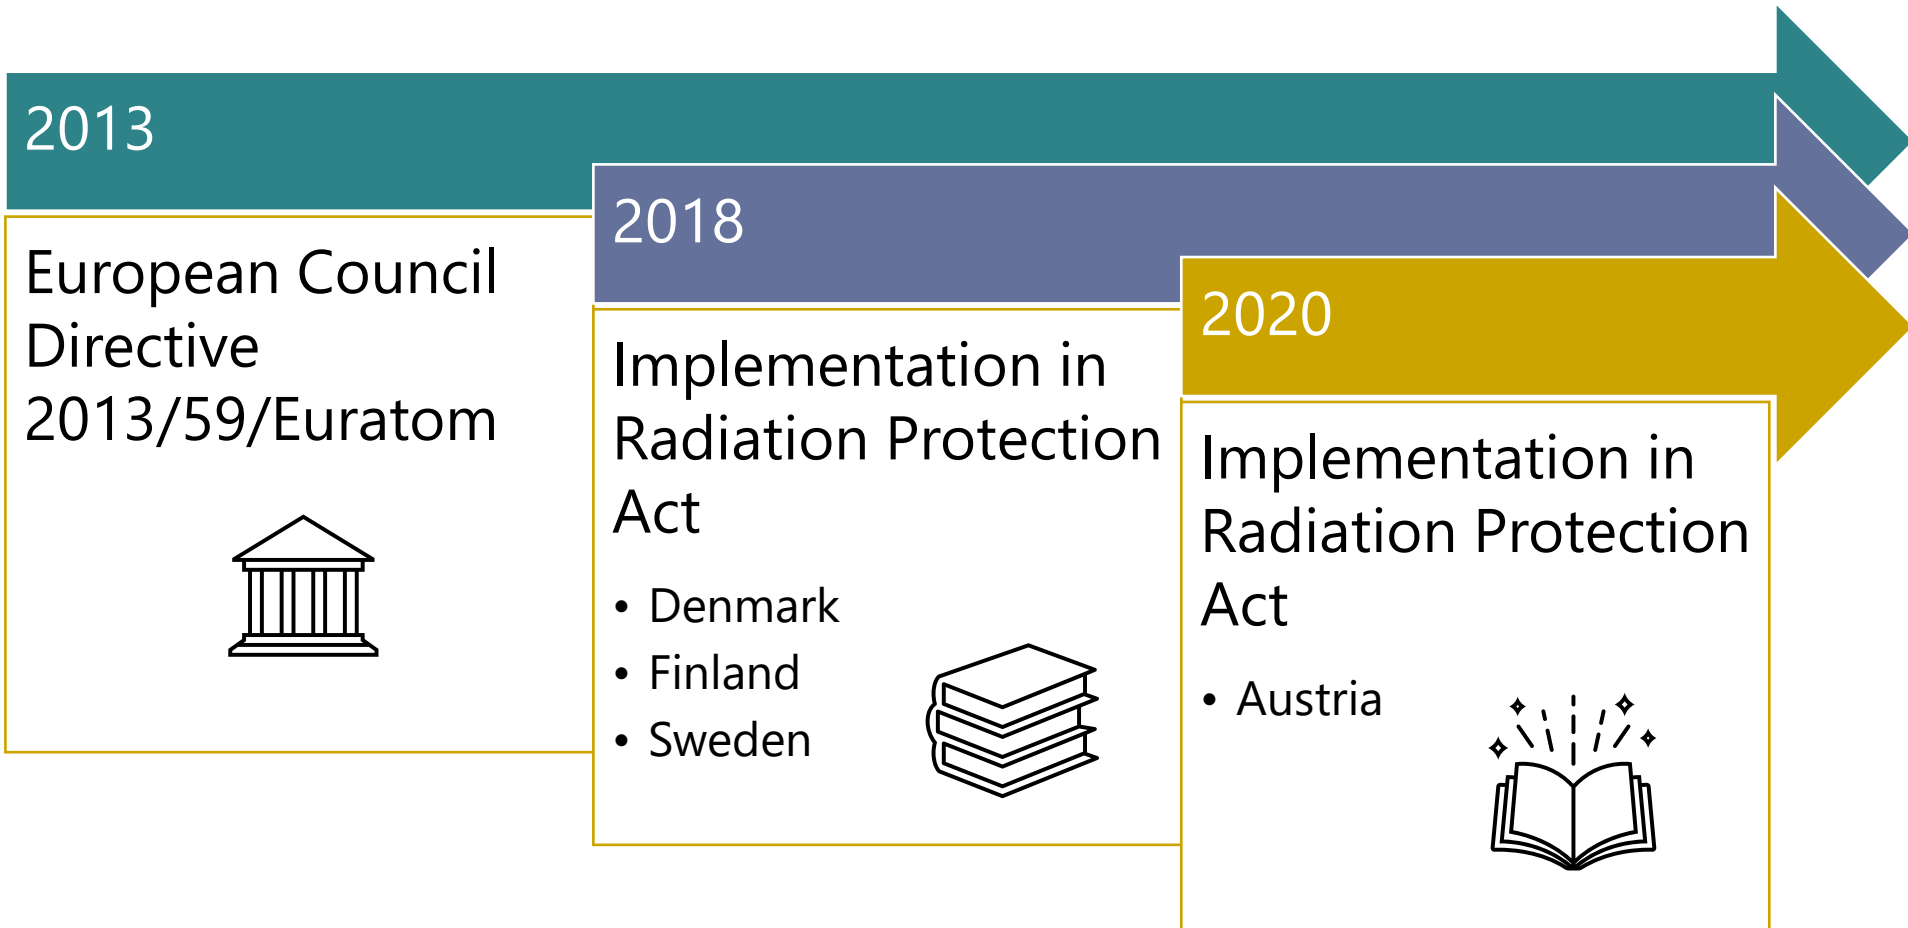 2013
European Council
Directive
2013/59/Euratom
2018
Implementation in
Radiation Protection
Act
• Denmark
• Finland
• Sweden
2020
Implementation in
Radiation Protection
Act
• Austria